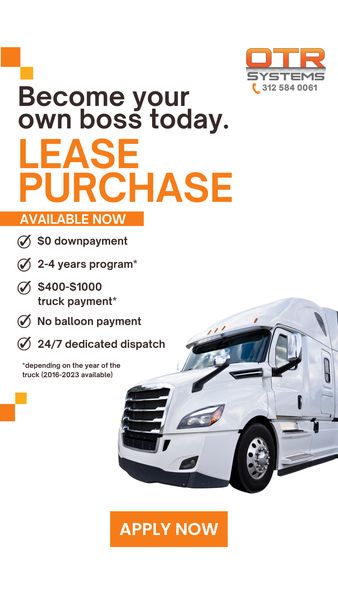 OTR
SYSTEMS
312 584 0061
Become your
own boss today.
LEASE
PURCHASE
AVAILABLE NOW
$0 downpayment
2-4 years program*
$400-$1000
truck payment*
No balloon payment
24/7 dedicated dispatch
*depending on the year of the
truck (2016-2023 available)
APPLY NOW